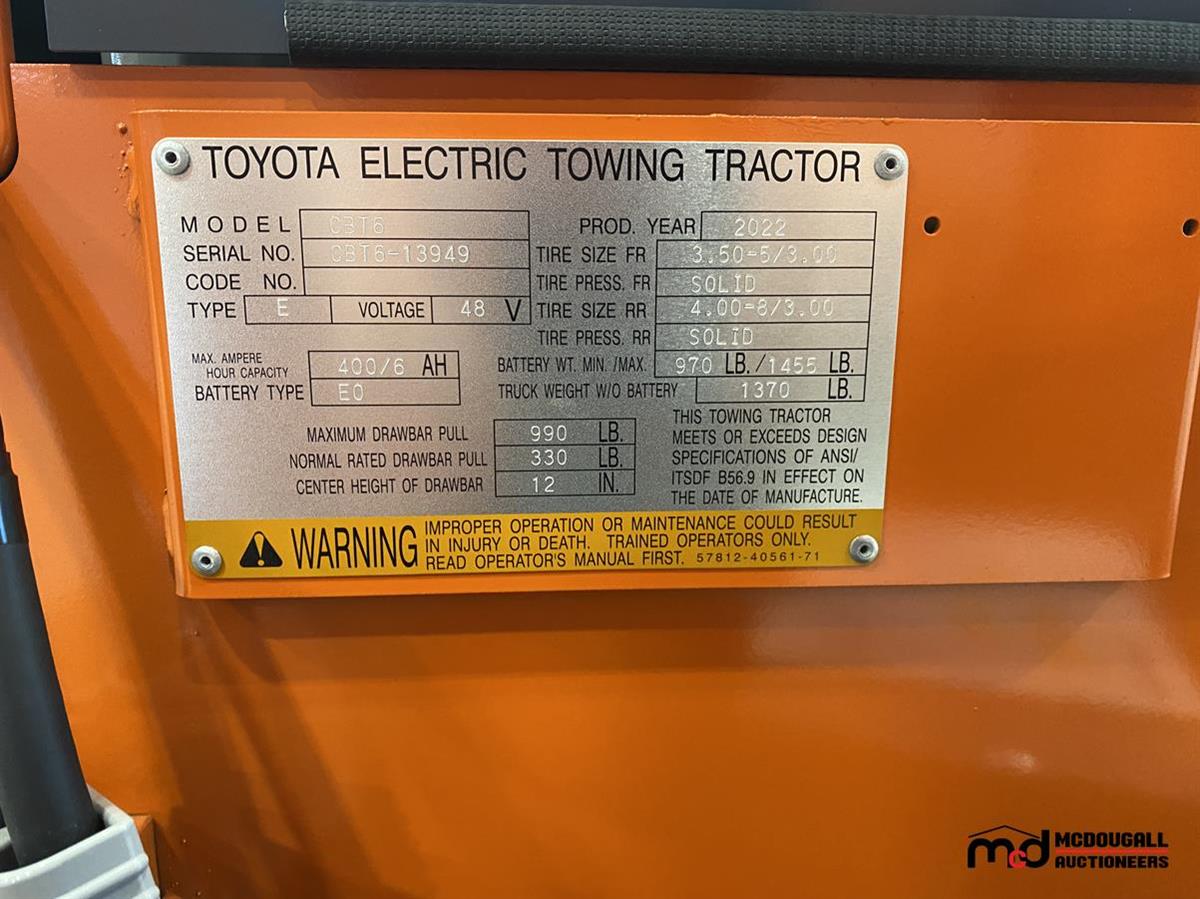 TOYOTA ELECTRIC TOWING TRACTOR
MODEL CBT6 PROD. YEAR 2022
SERIAL NO. CBT6-13949 TIRE SIZE FR 3.50-5/3.00
CODE NO. TIRE PRESS. FR SOLID
TYPE E VOLTAGE 48 V TIRE SIZE RR 4.00-8/3.00
TIRE PRESS. RR SOLID
MAX. AMPERE
HOUR CAPACITY 400/6 AH BATTERY WT. MIN. /MAX. 970 LB. /1455 LB.
BATTERY TYPE EO TRUCK WEIGHT W/O BATTERY 1370 LB.
MAXIMUM DRAWBAR PULL 990 LB.
NORMAL RATED DRAWBAR PULL 330 LB.
CENTER HEIGHT OF DRAWBAR 12 IN.
THIS TOWING TRACTOR
MEETS OR EXCEEDS DESIGN
SPECIFICATIONS OF ANSI/
ITSDF B56.9 IN EFFECT ON
THE DATE OF MANUFACTURE.
WARNING
IMPROPER OPERATION OR MAINTENANCE COULD RESULT
IN INJURY OR DEATH. TRAINED OPERATORS ONLY.
READ OPERATOR'S MANUAL FIRST. 57812-40561-71
mcd MCDOUGALL
AUCTIONEERS